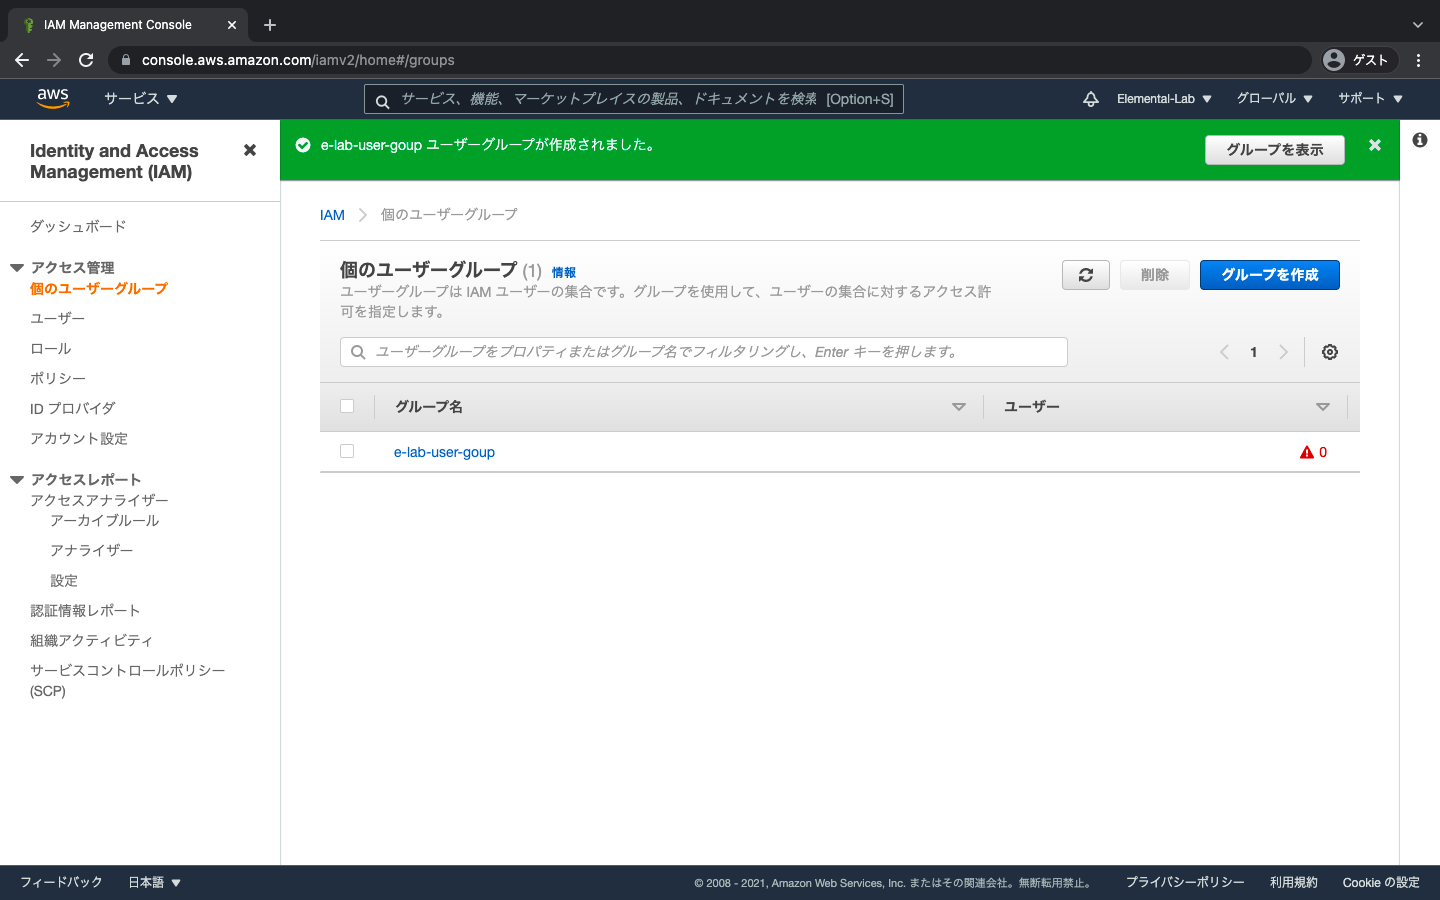 IAM Management Console
console.aws.amazon.com/iamv2/home#/groups
ゲスト
aws
サービス
サービス、機能、マーケットプレイスの製品、ドキュメントを検索 [Option+S]
Elemental-Lab
グローバル
サポート
Identity and Access
Management (IAM)
ダッシュボード
アクセス管理
個のユーザーグループ
ユーザー
ロール
ポリシー
ID プロバイダ
アカウント設定
アクセスレポート
アクセスアナライザー
アーカイブルール
アナライザー
設定
認証情報レポート
組織アクティビティ
サービスコントロールポリシー
(SCP)
e-lab-user-goup ユーザーグループが作成されました。
グループを表示
IAM
個のユーザーグループ
個のユーザーグループ (1) 情報
ユーザーグループは IAM ユーザーの集合です。グループを使用して、ユーザーの集合に対するアクセス許
可を指定します。
削除
グループを作成
ユーザーグループをプロパティまたはグループ名でフィルタリングし、Enter キーを押します。
1
グループ名
ユーザー
e-lab-user-goup
0
フィードバック
日本語
© 2008 - 2021, Amazon Web Services, Inc. またはその関連会社。無断転用禁止。
プライバシーポリシー
利用規約
Cookie の設定